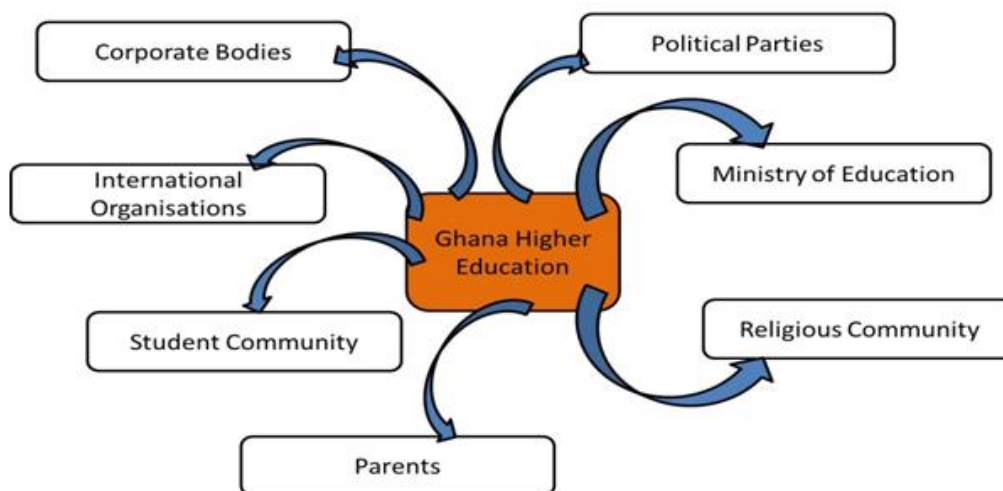 Corporate Bodies
Political Parties
International
Organisations
Ministry of Education
Ghana Higher
Education
Student Community
Religious Community
Parents